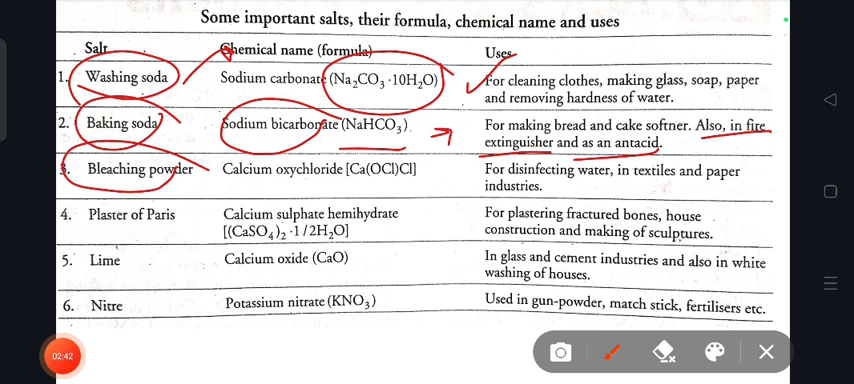 Some important salts, their formula, chemical name and uses
Salt Chemical name (formula) Uses
1. Washing soda Sodium carbonate (Na₂CO₃·10H₂O) For cleaning clothes, making glass, soap, paper
and removing hardness of water.
2. Baking soda Sodium bicarbonate (NaHCO₃) For making bread and cake softner. Also, in fire
extinguisher and as an antacid.
3. Bleaching powder Calcium oxychloride [Ca(OCl)Cl] For disinfecting water, in textiles and paper
industries.
4. Plaster of Paris Calcium sulphate hemihydrate For plastering fractured bones, house
[(CaSO₄)₂·1/2H₂O] construction and making of sculptures.
5. Lime Calcium oxide (CaO) In glass and cement industries and also in white
washing of houses.
6. Nitre Potassium nitrate (KNO₃) Used in gun-powder, match stick, fertilisers etc.
02:42